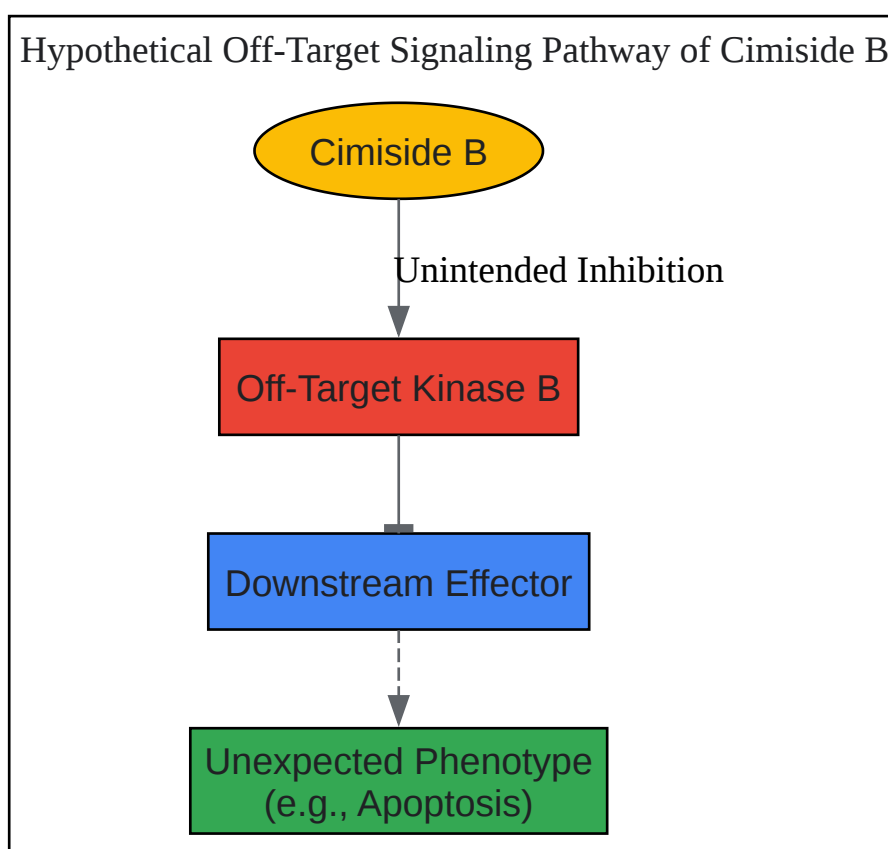 Hypothetical Off-Target Signaling Pathway of Cimiside B
Cimiside B
Unintended Inhibition
Off-Target Kinase B
Downstream Effector
Unexpected Phenotype
(e.g., Apoptosis)